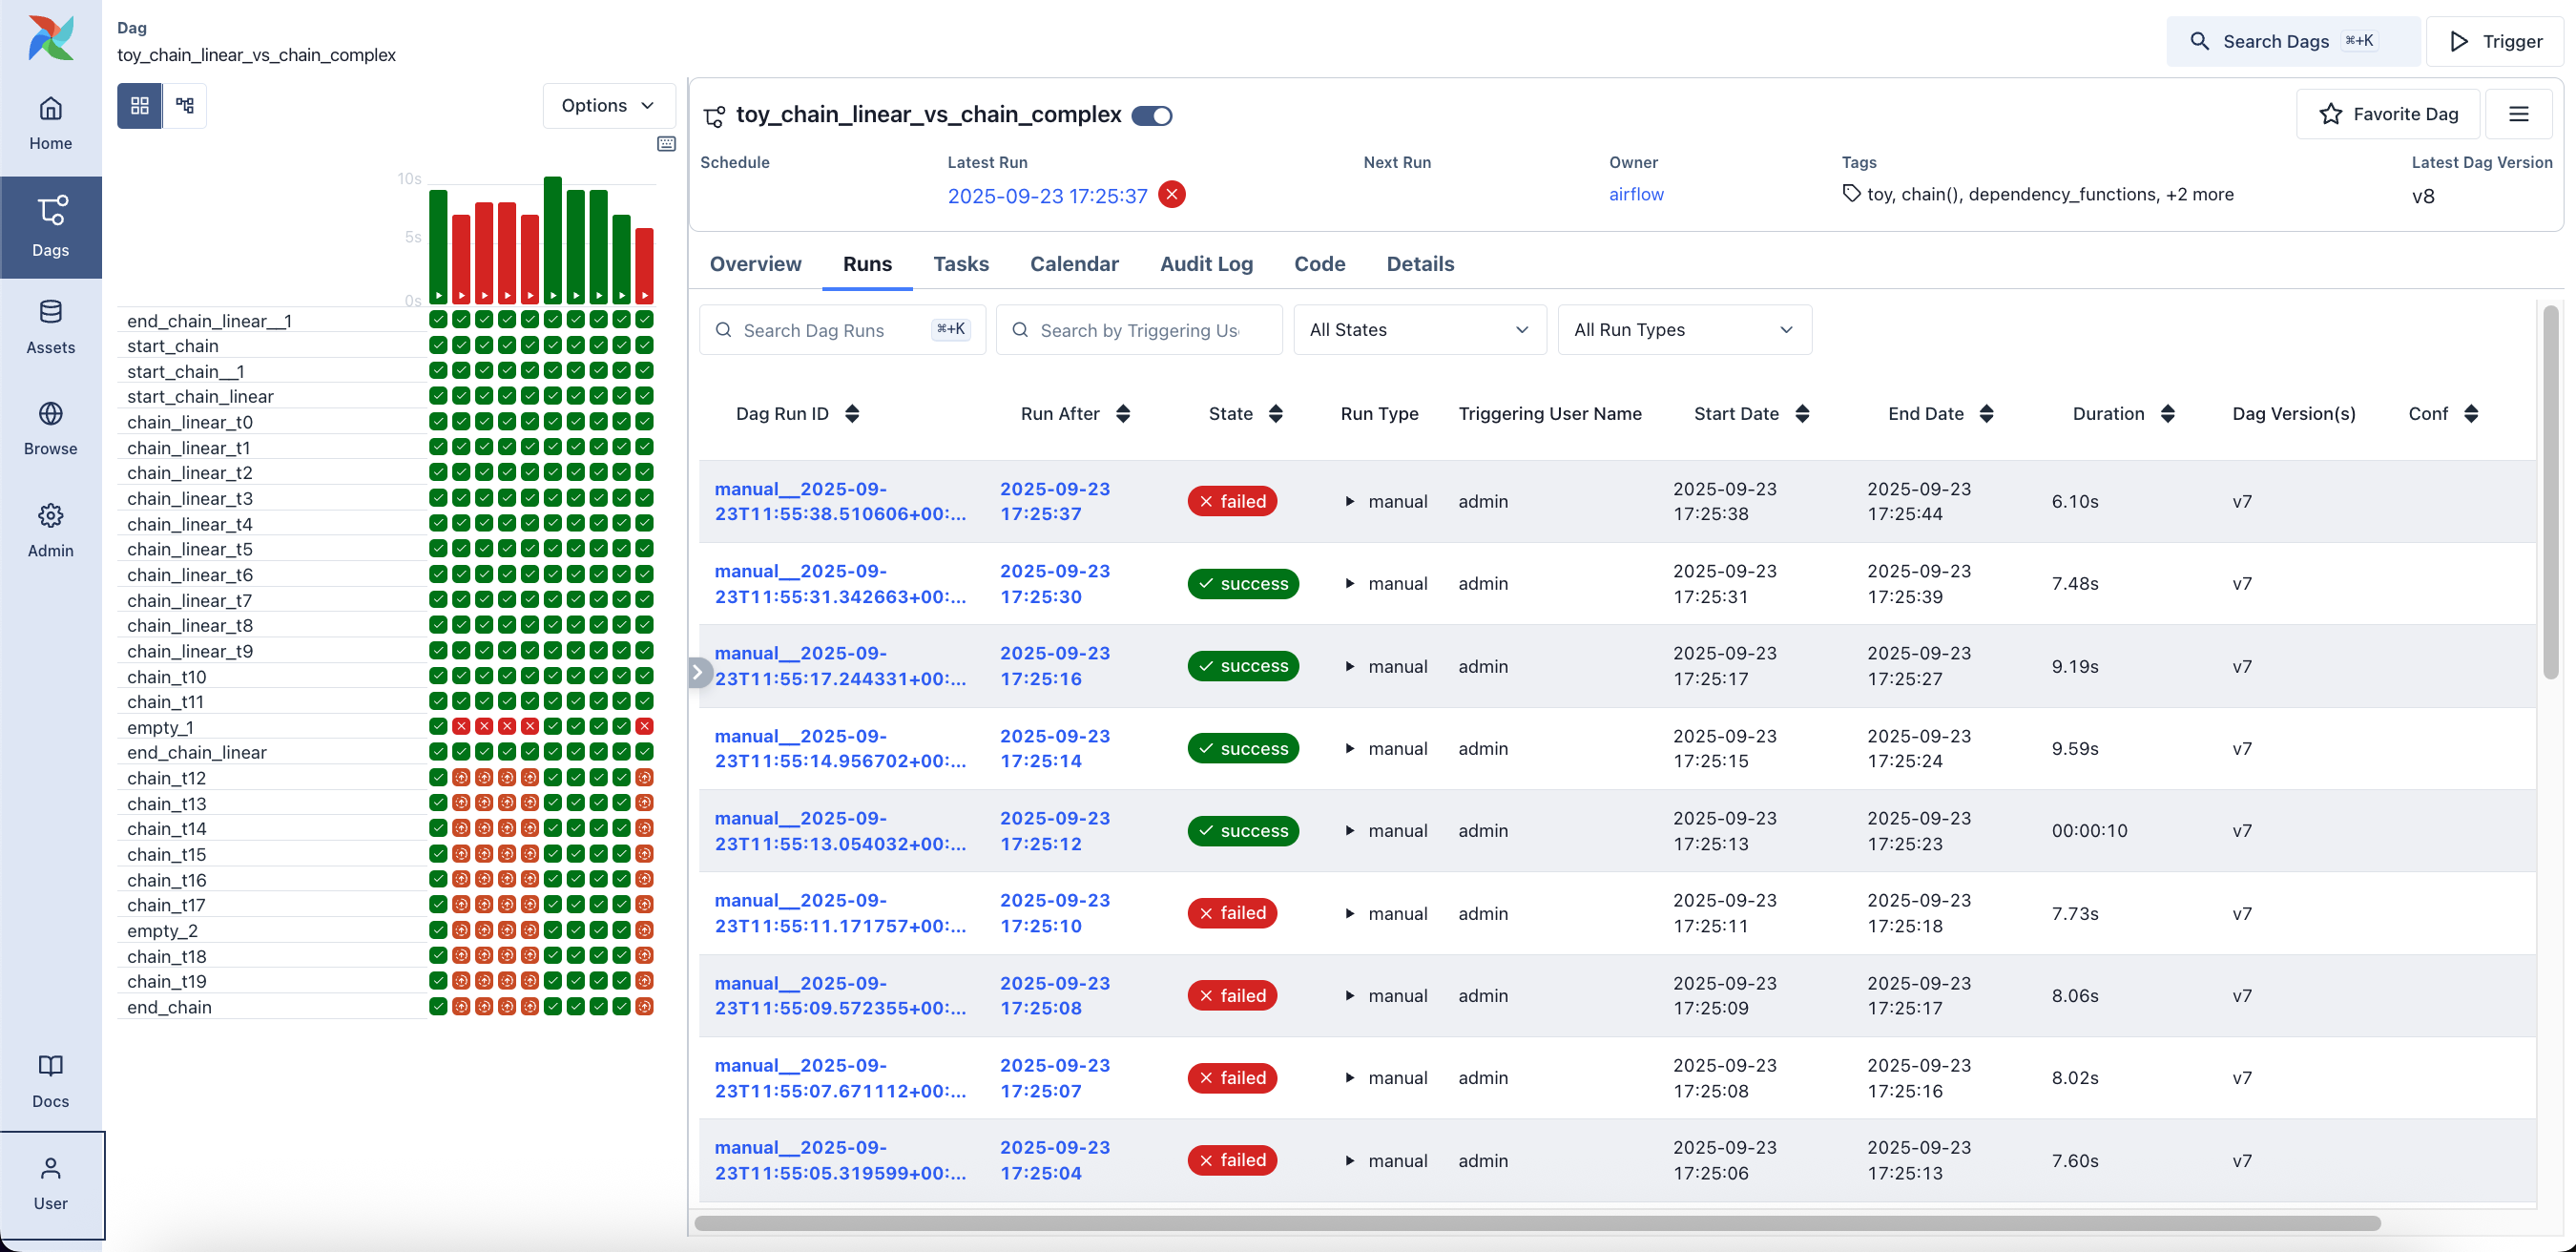 Dag
toy_chain_linear_vs_chain_complex
Search Dags ⌘+K
Trigger
Home
Dags
Assets
Browse
Admin
Docs
User
Options
10s
5s
0s
end_chain_linear__1
start_chain
start_chain__1
start_chain_linear
chain_linear_t0
chain_linear_t1
chain_linear_t2
chain_linear_t3
chain_linear_t4
chain_linear_t5
chain_linear_t6
chain_linear_t7
chain_linear_t8
chain_linear_t9
chain_t10
chain_t11
empty_1
end_chain_linear
chain_t12
chain_t13
chain_t14
chain_t15
chain_t16
chain_t17
empty_2
chain_t18
chain_t19
end_chain
toy_chain_linear_vs_chain_complex
Favorite Dag
Schedule Latest Run Next Run Owner Tags Latest Dag Version
2025-09-23 17:25:37 airflow toy, chain(), dependency_functions, +2 more v8
Overview Runs Tasks Calendar Audit Log Code Details
Search Dag Runs ⌘+K Search by Triggering Us All States All Run Types
Dag Run ID Run After State Run Type Triggering User Name Start Date End Date Duration Dag Version(s) Conf
manual__2025-09- 2025-09-23 failed manual admin 2025-09-23 2025-09-23 6.10s v7
23T11:55:38.510606+00:... 17:25:37 17:25:38 17:25:44
manual__2025-09- 2025-09-23 success manual admin 2025-09-23 2025-09-23 7.48s v7
23T11:55:31.342663+00:... 17:25:30 17:25:31 17:25:39
manual__2025-09- 2025-09-23 success manual admin 2025-09-23 2025-09-23 9.19s v7
23T11:55:17.244331+00:... 17:25:16 17:25:17 17:25:27
manual__2025-09- 2025-09-23 success manual admin 2025-09-23 2025-09-23 9.59s v7
23T11:55:14.956702+00:... 17:25:14 17:25:15 17:25:24
manual__2025-09- 2025-09-23 success manual admin 2025-09-23 2025-09-23 00:00:10 v7
23T11:55:13.054032+00:... 17:25:12 17:25:13 17:25:23
manual__2025-09- 2025-09-23 failed manual admin 2025-09-23 2025-09-23 7.73s v7
23T11:55:11.171757+00:... 17:25:10 17:25:11 17:25:18
manual__2025-09- 2025-09-23 failed manual admin 2025-09-23 2025-09-23 8.06s v7
23T11:55:09.572355+00:... 17:25:08 17:25:09 17:25:17
manual__2025-09- 2025-09-23 failed manual admin 2025-09-23 2025-09-23 8.02s v7
23T11:55:07.671112+00:... 17:25:07 17:25:08 17:25:16
manual__2025-09- 2025-09-23 failed manual admin 2025-09-23 2025-09-23 7.60s v7
23T11:55:05.319599+00:... 17:25:04 17:25:06 17:25:13